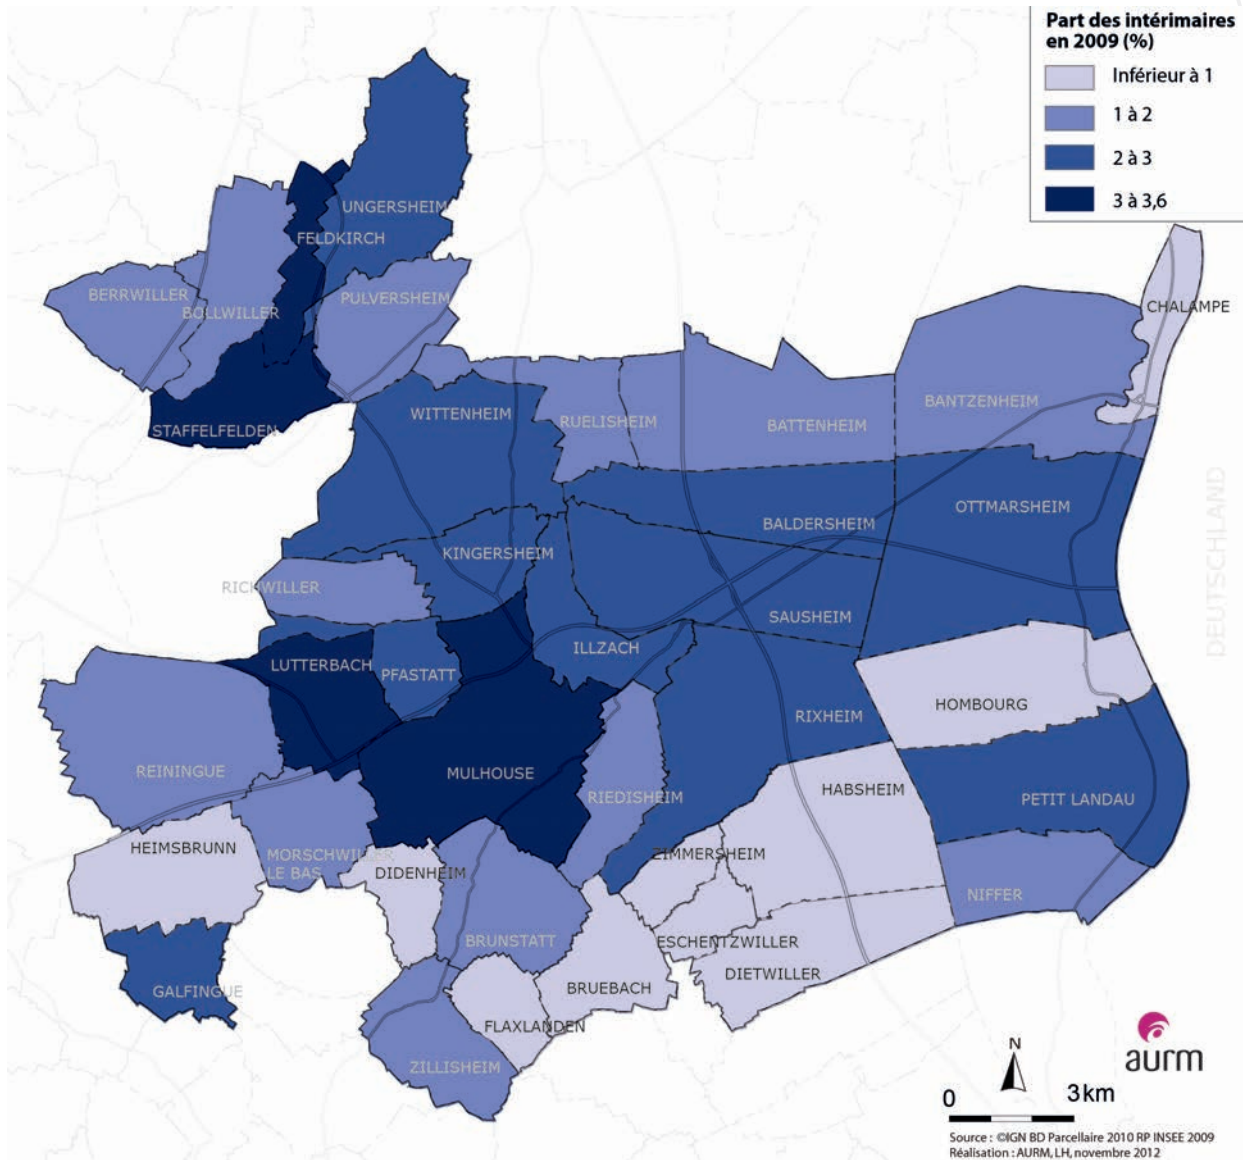 Part des intérimaires
en 2009 (%)
Inférieur à 1
1 à 2
2 à 3
3 à 3,6
UNGERSHEIM
FELDKIRCH
BERRWILLER
BOLLWILLER
PULVERSHEIM
CHALAMPE
STAFFELFELDEN
WITTENHEIM
RUELISHEIM
BATTENHEIM
BANTZENHEIM
OTTMARSHEIM
BALDERSHEIM
DEUTSCHLAND
KINGERSHEIM
RICHWILLER
SAUSHEIM
ILLZACH
LUTTERBACH
PFASTATT
HOMBOURG
RIXHEIM
REININGUE
MULHOUSE
RIEDISHEIM
HABSHEIM
PETIT LANDAU
HEIMSBRUNN
MORSCHWILLER
LE BAS
DIDENHEIM
ZIMMERSHEIM
NIFFER
BRUNSTATT
ESCHENTZWILLER
DIETWILLER
GALFINGUE
BRUEBACH
FLAXLANDEN
ZILLISHEIM
aurm
N
0 3 km
Source : ©IGN BD Parcellaire 2010 RP INSEE 2009
Réalisation : AURM, LH, novembre 2012